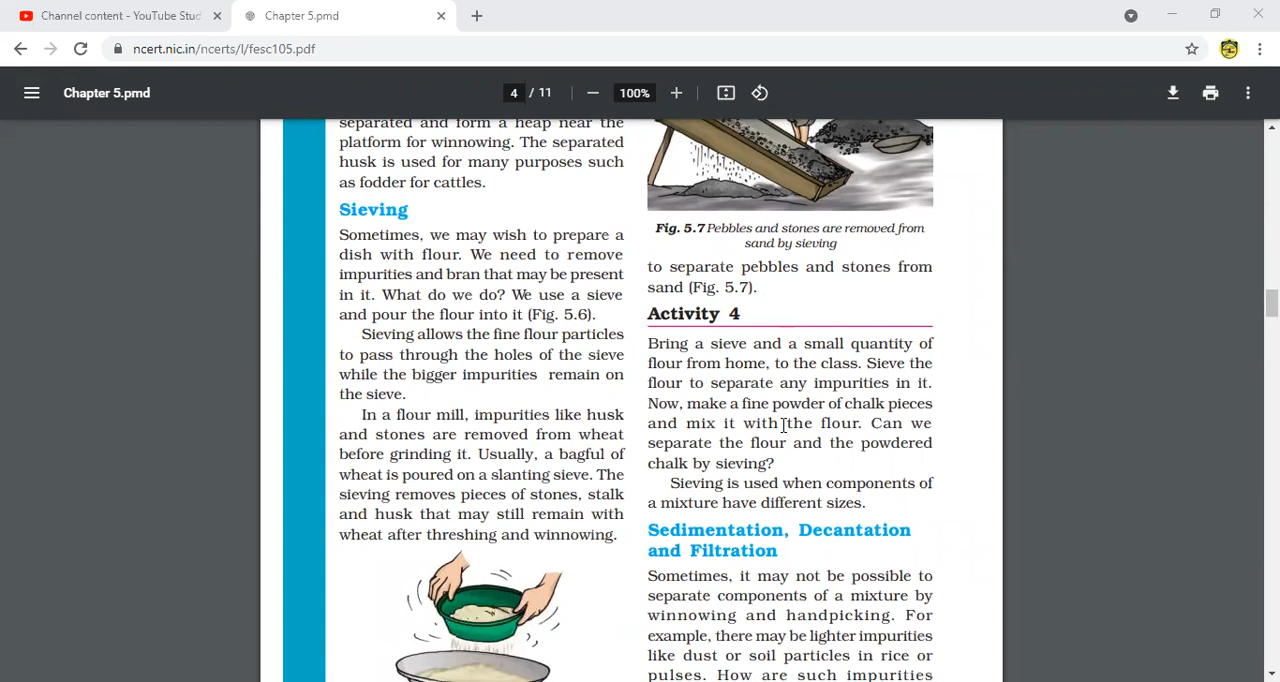 Channel content - YouTube Stud
Chapter 5.pmd
ncert.nic.in/ncerts/l/fesc105.pdf
Chapter 5.pmd
4 / 11
100%
separated and form a heap near the
platform for winnowing. The separated
husk is used for many purposes such
as fodder for cattles.
Sieving
Sometimes, we may wish to prepare a
dish with flour. We need to remove
impurities and bran that may be present
in it. What do we do? We use a sieve
and pour the flour into it (Fig. 5.6).
Sieving allows the fine flour particles
to pass through the holes of the sieve
while the bigger impurities remain on
the sieve.
In a flour mill, impurities like husk
and stones are removed from wheat
before grinding it. Usually, a bagful of
wheat is poured on a slanting sieve. The
sieving removes pieces of stones, stalk
and husk that may still remain with
wheat after threshing and winnowing.
Fig. 5.7 Pebbles and stones are removed from
sand by sieving
to separate pebbles and stones from
sand (Fig. 5.7).
Activity 4
Bring a sieve and a small quantity of
flour from home, to the class. Sieve the
flour to separate any impurities in it.
Now, make a fine powder of chalk pieces
and mix it with the flour. Can we
separate the flour and the powdered
chalk by sieving?
Sieving is used when components of
a mixture have different sizes.
Sedimentation, Decantation
and Filtration
Sometimes, it may not be possible to
separate components of a mixture by
winnowing and handpicking. For
example, there may be lighter impurities
like dust or soil particles in rice or
pulses. How are such impurities